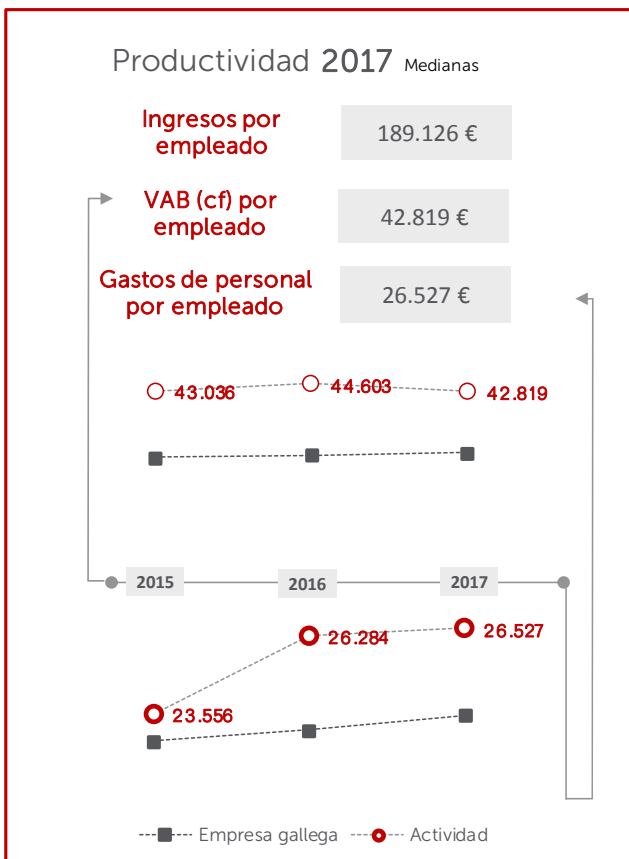 Productividad 2017 Medianas
Ingresos por
empleado
189.126 €
VAB (cf) por
empleado
42.819 €
Gastos de personal
por empleado
26.527 €
43.036
44.603
42.819
2015
2016
2017
23.556
26.284
26.527
Empresa gallega
Actividad